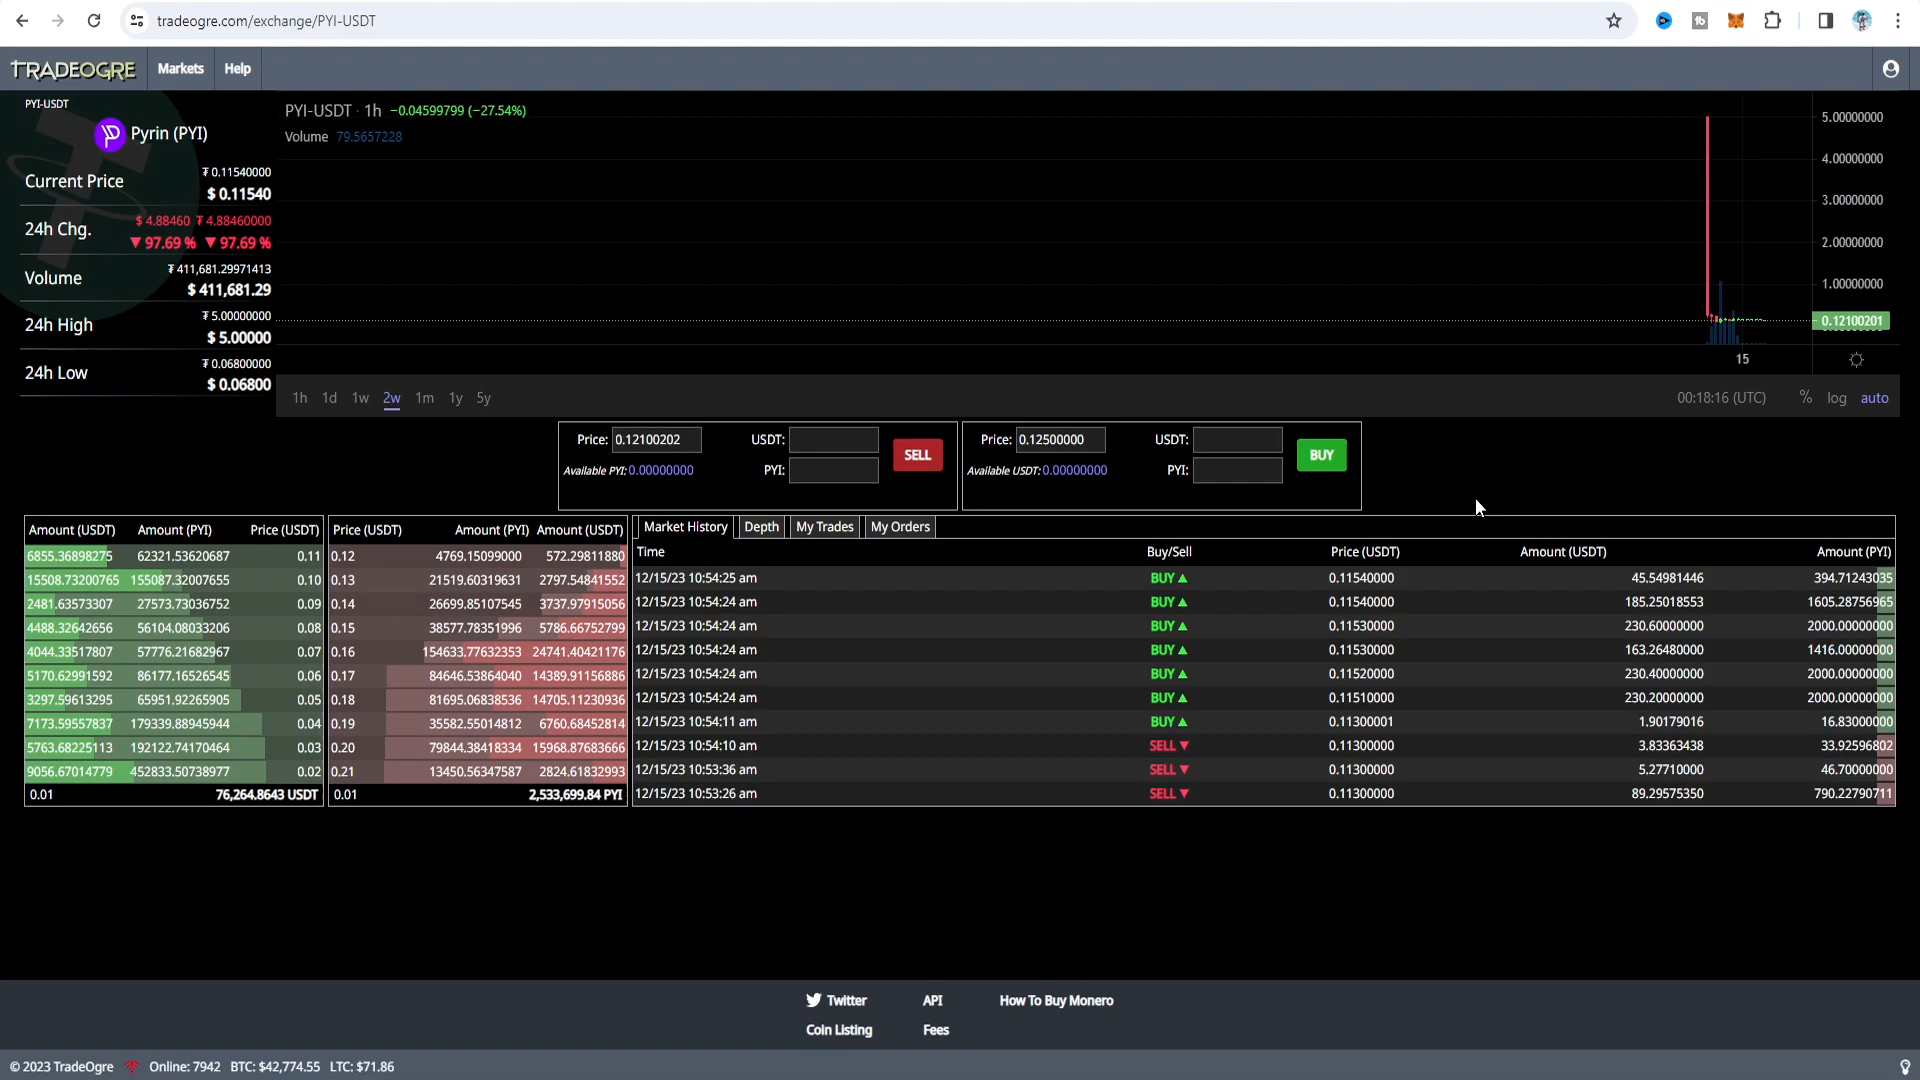 tradeogre.com/exchange/PYI-USDT
TRADEOGRE Markets Help
PYI-USDT
Pyrin (PYI)
Current Price ₮ 0.11540000
$ 0.11540
24h Chg. $ 4.88460 ₮ 4.88460000
▼ 97.69 % ▼ 97.69 %
Volume ₮ 411,681.29971413
$ 411,681.29
24h High ₮ 5.00000000
$ 5.00000
24h Low ₮ 0.06800000
$ 0.06800
PYI-USDT · 1h −0.04599799 (−27.54%)
Volume 79.5657228
5.00000000
4.00000000
3.00000000
2.00000000
1.00000000
0.12100201
15
1h 1d 1w 2w 1m 1y 5y 00:18:16 (UTC) % log auto
Price: 0.12100202 USDT: SELL
Available PYI: 0.00000000 PYI:
Price: 0.12500000 USDT: BUY
Available USDT: 0.00000000 PYI:
Amount (USDT) Amount (PYI) Price (USDT)
6855.36898275 62321.53620687 0.11
15508.73200765 155087.32007655 0.10
2481.63573307 27573.73036752 0.09
4488.32642656 56104.08033206 0.08
4044.33517807 57776.21682967 0.07
5170.62991592 86177.16526545 0.06
3297.59613295 65951.92265905 0.05
7173.59557837 179339.88945944 0.04
5763.68225113 192122.74170464 0.03
9056.67014779 452833.50738977 0.02
0.01 76,264.8643 USDT
Price (USDT) Amount (PYI) Amount (USDT)
0.12 4769.15099000 572.29811880
0.13 21519.60319631 2797.54841552
0.14 26699.85107545 3737.97915056
0.15 38577.78351996 5786.66752799
0.16 154633.77632353 24741.40421176
0.17 84646.53864040 14389.91156886
0.18 81695.06838536 14705.11230936
0.19 35582.55014812 6760.68452814
0.20 79844.38418334 15968.87683666
0.21 13450.56347587 2824.61832993
0.01 2,533,699.84 PYI
Market History Depth My Trades My Orders
Time Buy/Sell Price (USDT) Amount (USDT) Amount (PYI)
12/15/23 10:54:25 am BUY ▲ 0.11540000 45.54981446 394.71243035
12/15/23 10:54:24 am BUY ▲ 0.11540000 185.25018553 1605.28756965
12/15/23 10:54:24 am BUY ▲ 0.11530000 230.60000000 2000.00000000
12/15/23 10:54:24 am BUY ▲ 0.11530000 163.26480000 1416.00000000
12/15/23 10:54:24 am BUY ▲ 0.11520000 230.40000000 2000.00000000
12/15/23 10:54:24 am BUY ▲ 0.11510000 230.20000000 2000.00000000
12/15/23 10:54:11 am BUY ▲ 0.11300001 1.90179016 16.83000000
12/15/23 10:54:10 am SELL ▼ 0.11300000 3.83363438 33.92596802
12/15/23 10:53:36 am SELL ▼ 0.11300000 5.27710000 46.70000000
12/15/23 10:53:26 am SELL ▼ 0.11300000 89.29575350 790.22790711
Twitter API How To Buy Monero
Coin Listing Fees
© 2023 TradeOgre Online: 7942 BTC: $42,774.55 LTC: $71.86